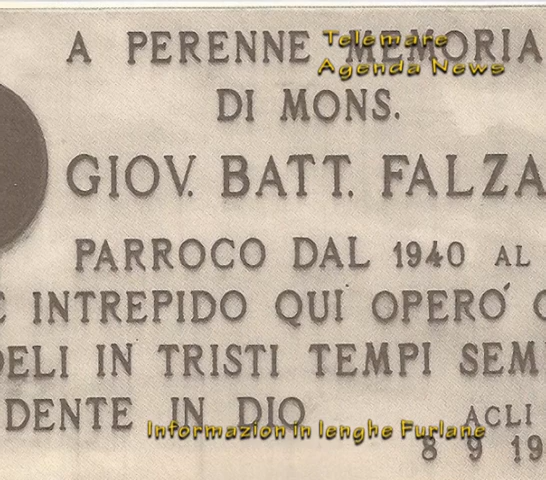 A PERENNE MEMORIA
Telemare
Agenda News
DI MONS.
GIOV. BATT. FALZA
PARROCO DAL 1940 AL
E INTREPIDO QUI OPERÓ
DELI IN TRISTI TEMPI SEM
DENTE IN DIO
ACLI
Informazion in lenghe Furlane
8 9 19